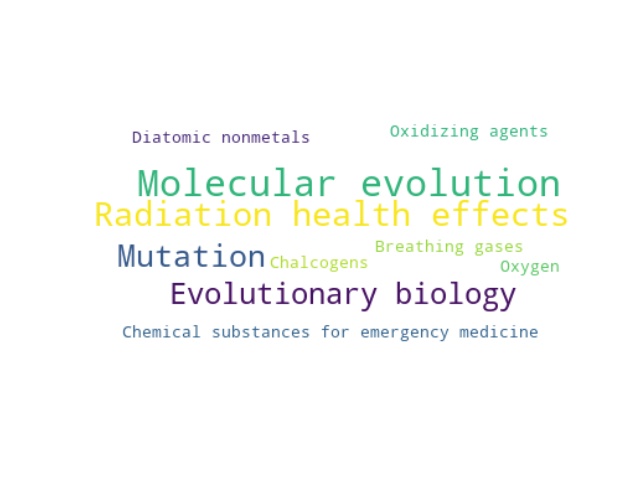 Diatomic nonmetals
Oxidizing agents
Molecular evolution
Radiation health effects
Mutation
Breathing gases
Chalcogens
Oxygen
Evolutionary biology
Chemical substances for emergency medicine